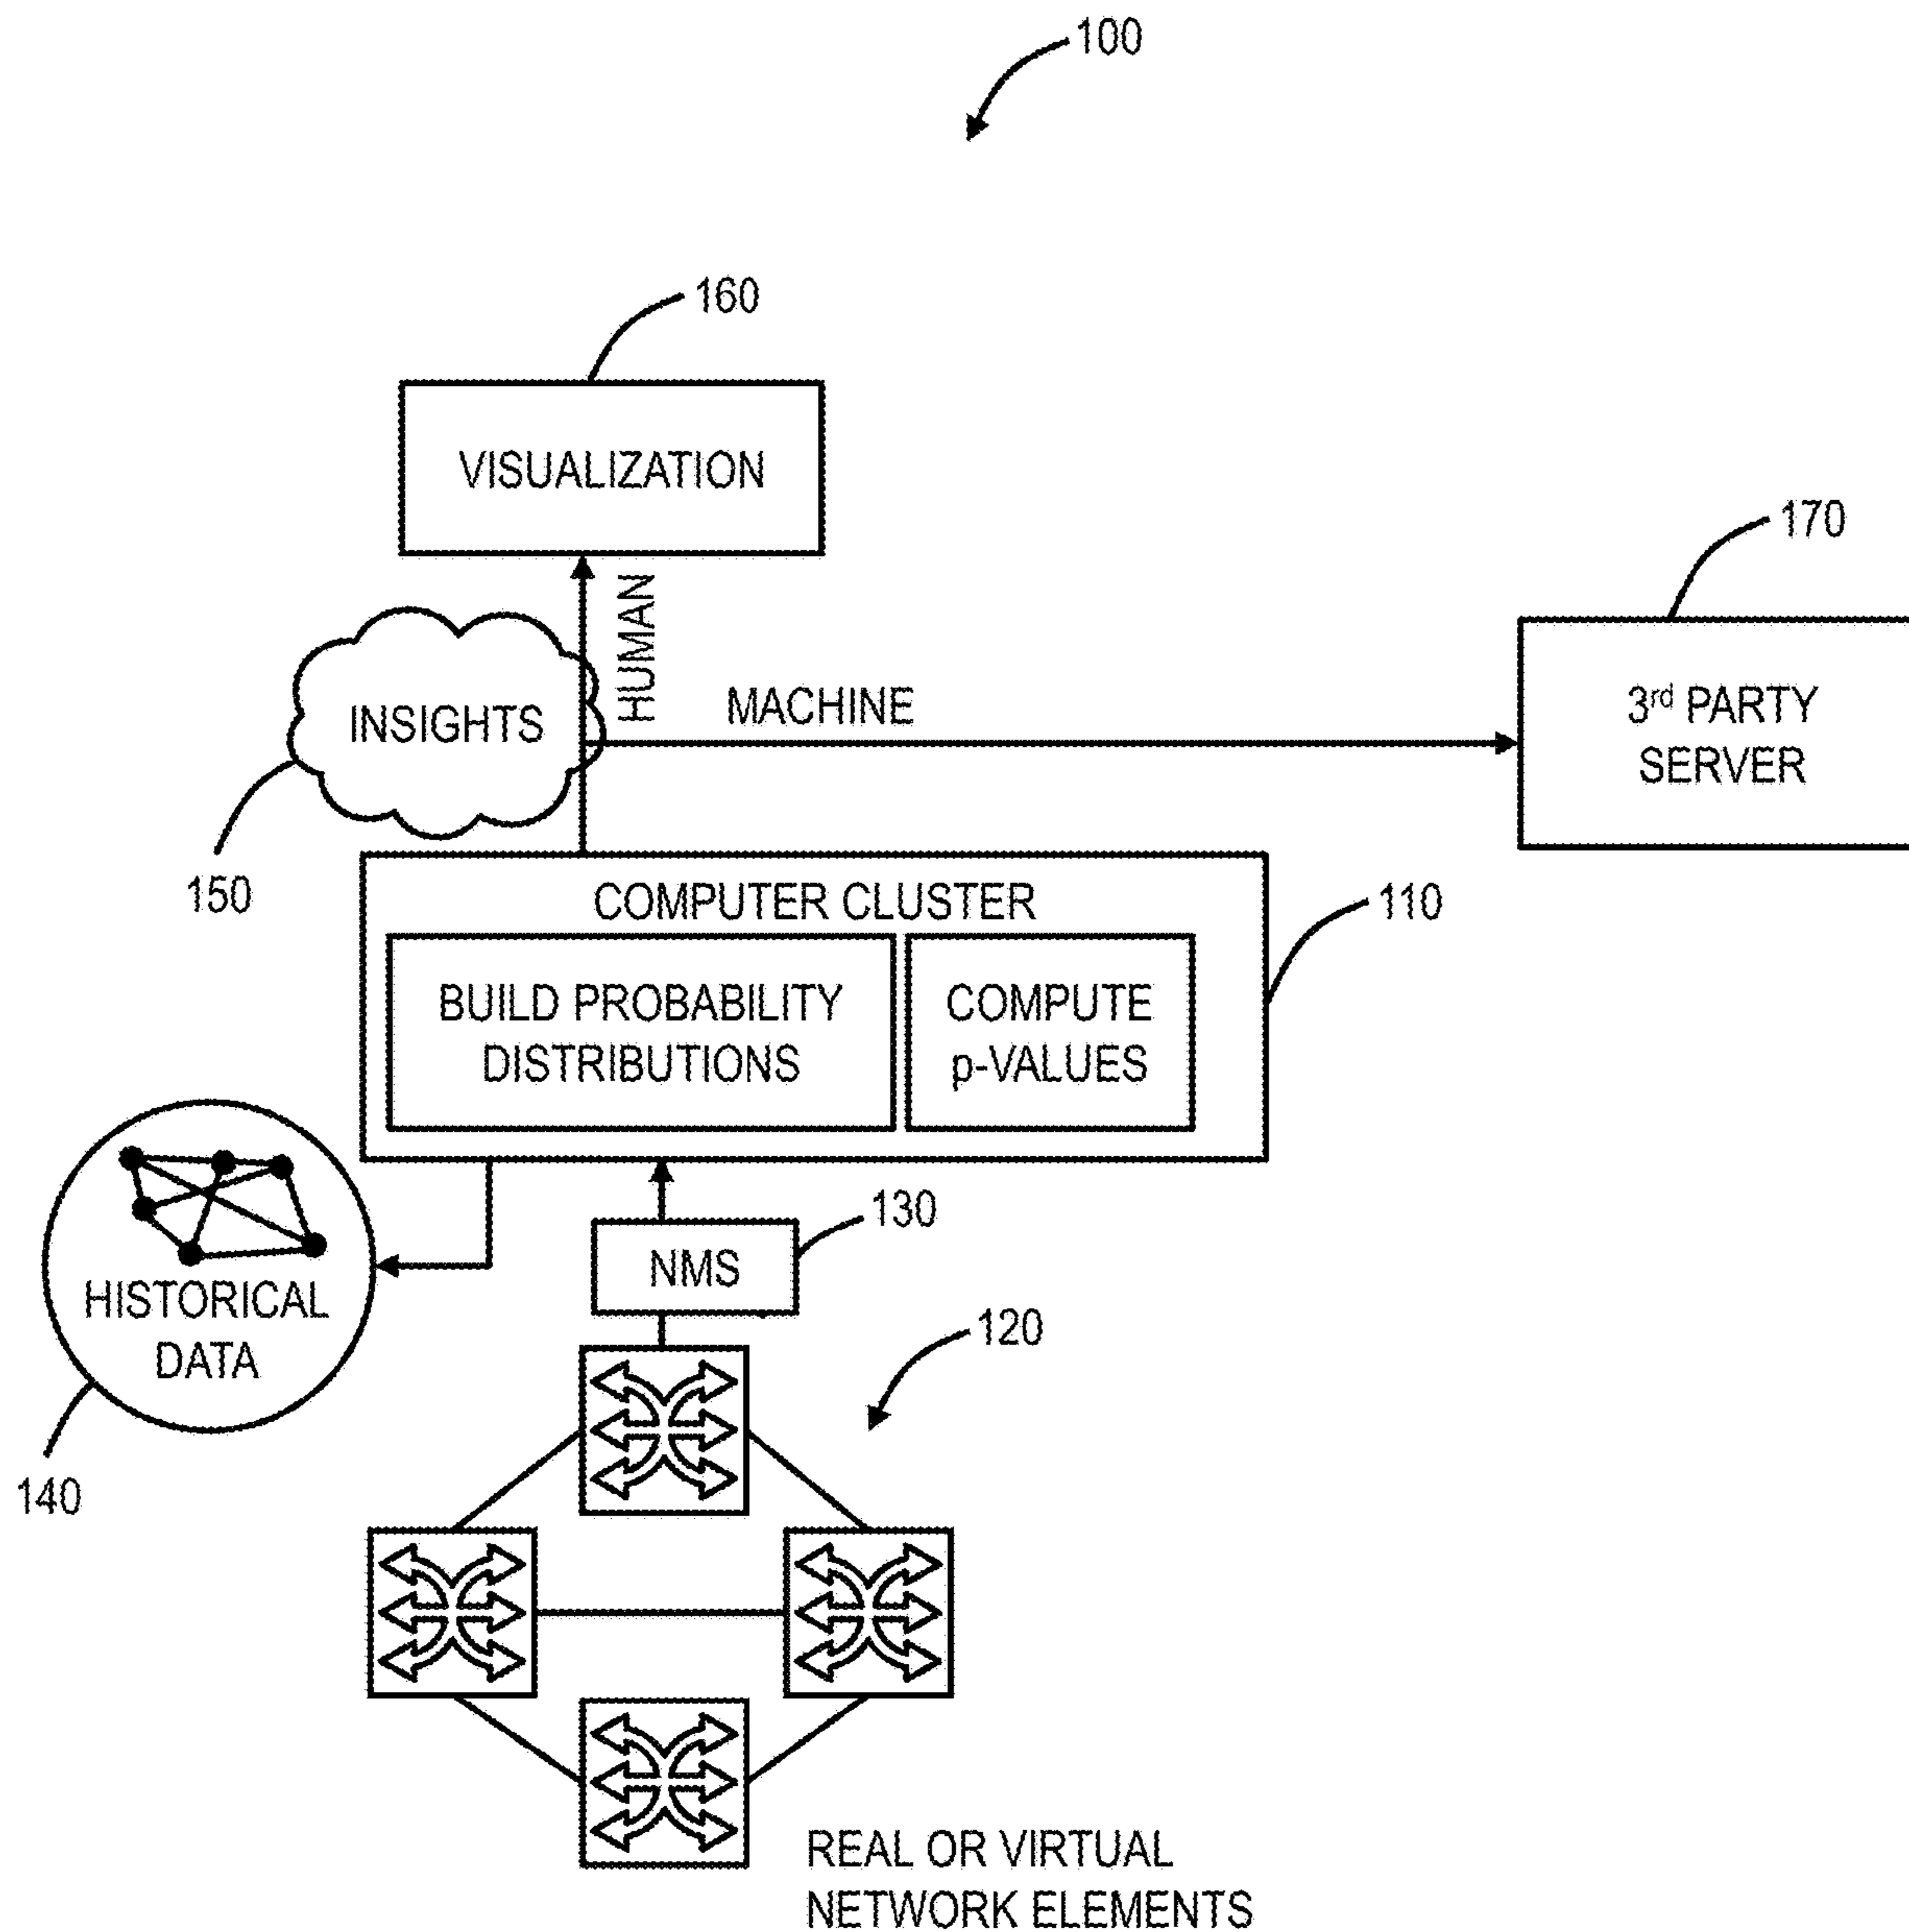 100
160
VISUALIZATION
170
HUMAN
INSIGHTS
MACHINE
3rd PARTY
SERVER
150
COMPUTER CLUSTER
110
BUILD PROBABILITY
DISTRIBUTIONS
COMPUTE
p-VALUES
130
NMS
HISTORICAL
DATA
120
140
REAL OR VIRTUAL
NETWORK ELEMENTS